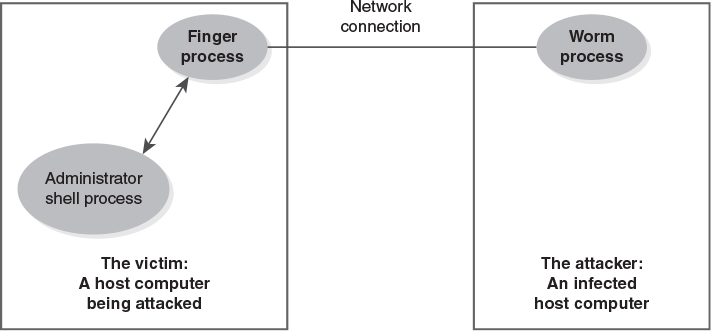 Network
connection
Finger
process
Worm
process
Administrator
shell process
The victim:
A host computer
being attacked
The attacker:
An infected
host computer